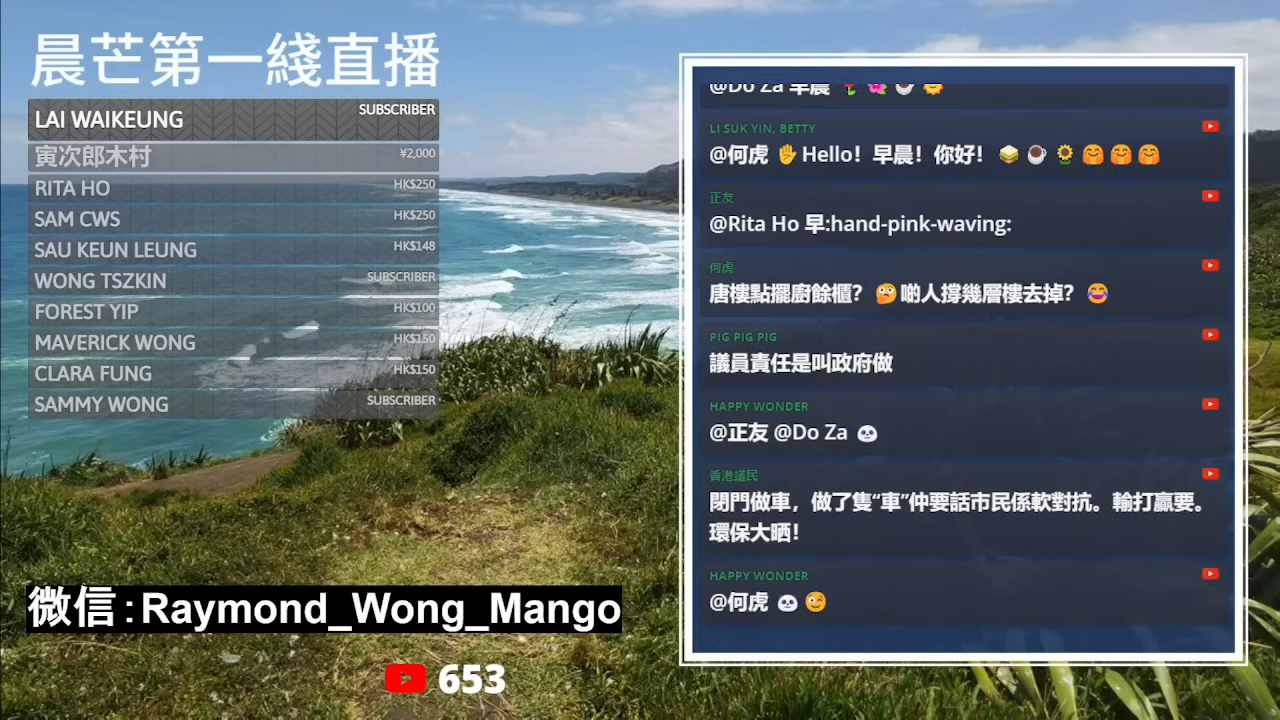 晨芒第一綫直播
LAI WAIKEUNG SUBSCRIBER
寅次郎木村 ¥2,000
RITA HO HK$250
SAM CWS HK$250
SAU KEUN LEUNG HK$148
WONG TSZKIN SUBSCRIBER
FOREST YIP HK$100
MAVERICK WONG HK$150
CLARA FUNG HK$150
SAMMY WONG SUBSCRIBER
微信:Raymond_Wong_Mango
653
@Do Za 早晨 🌷 🌺 ☕ 🌞
LI SUK YIN, BETTY
@何虎 ✋Hello！早晨！你好！ 🥪 ☕ 🌻 🤗 🤗 🤗
正友
@Rita Ho 早:hand-pink-waving:
何虎
唐樓點擺廚餘櫃？ 🤔啲人撐幾層樓去掉？ 😂
PIG PIG PIG
議員責任是叫政府做
HAPPY WONDER
@正友 @Do Za 🐼
香港議民
閉門做車，做了隻“車”仲要話市民係軟對抗。輸打贏要。
環保大晒！
HAPPY WONDER
@何虎 🐼 😉